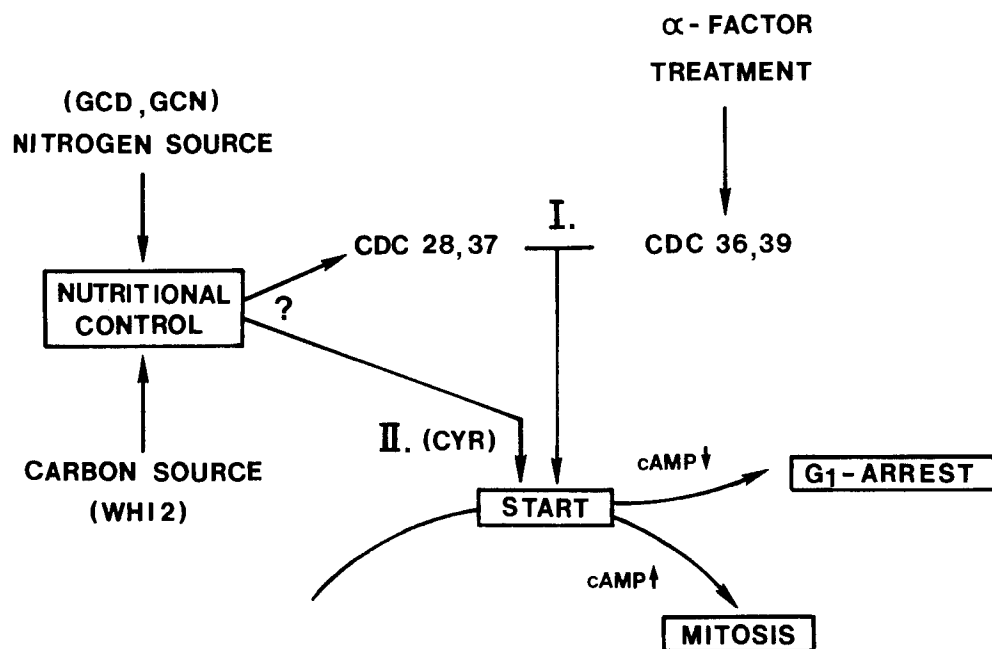 α-FACTOR
TREATMENT
(GCD,GCN)
NITROGEN SOURCE
I.
CDC 28,37
CDC 36,39
NUTRITIONAL
CONTROL
?
II. (CYR)
CARBON SOURCE
(WHI2)
cAMP↓
G1-ARREST
START
cAMP↑
MITOSIS